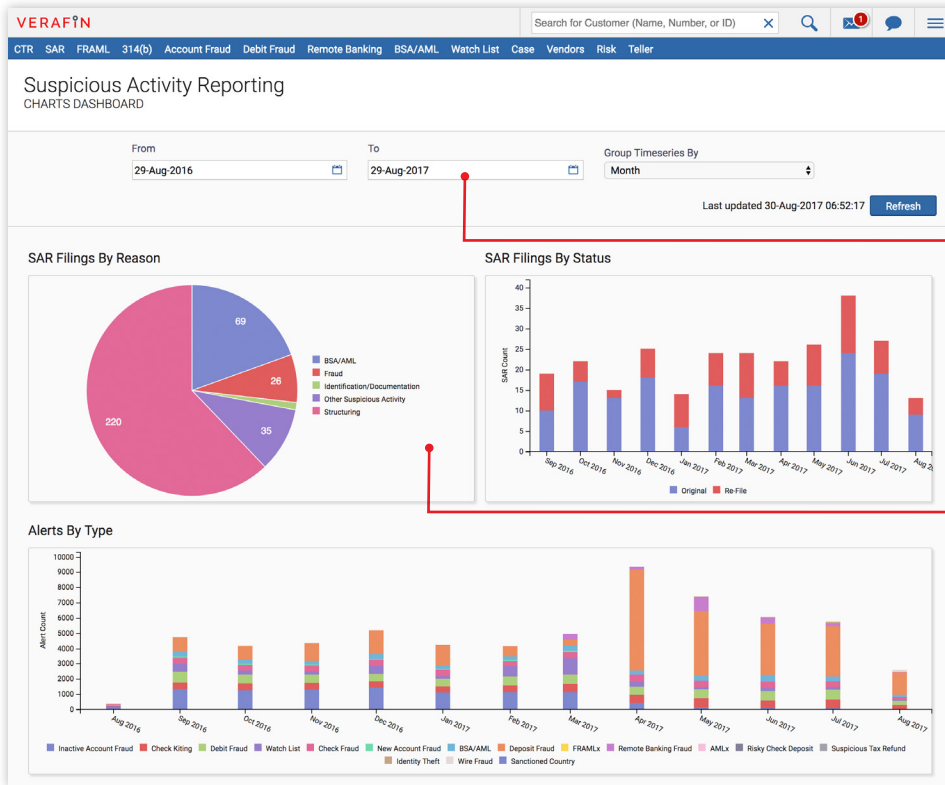 VERAFIN
Search for Customer (Name, Number, or ID)
1
CTR SAR FRAML 314(b) Account Fraud Debit Fraud Remote Banking BSA/AML Watch List Case Vendors Risk Teller
Suspicious Activity Reporting
CHARTS DASHBOARD
From To Group Timeseries By
29-Aug-2016 29-Aug-2017 Month
Last updated 30-Aug-2017 06:52:17 Refresh
SAR Filings By Reason
69
26
35
220
BSA/AML
Fraud
Identification/Documentation
Other Suspicious Activity
Structuring
SAR Filings By Status
SAR Count
40
35
30
25
20
15
10
5
0
Sep 2016 Oct 2016 Nov 2016 Dec 2016 Jan 2017 Feb 2017 Mar 2017 Apr 2017 May 2017 Jun 2017 Jul 2017 Aug 2
Original Re-File
Alerts By Type
Alert Count
10000
9000
8000
7000
6000
5000
4000
3000
2000
1000
0
Aug 2016 Sep 2016 Oct 2016 Nov 2016 Dec 2016 Jan 2017 Feb 2017 Mar 2017 Apr 2017 May 2017 Jun 2017 Jul 2017 Aug 2017
Inactive Account Fraud Check Kiting Debit Fraud Watch List Check Fraud New Account Fraud BSA/AML Deposit Fraud FRAMLx Remote Banking Fraud AMLx Risky Check Deposit Suspicious Tax Refund
Identity Theft Wire Fraud Sanctioned Country